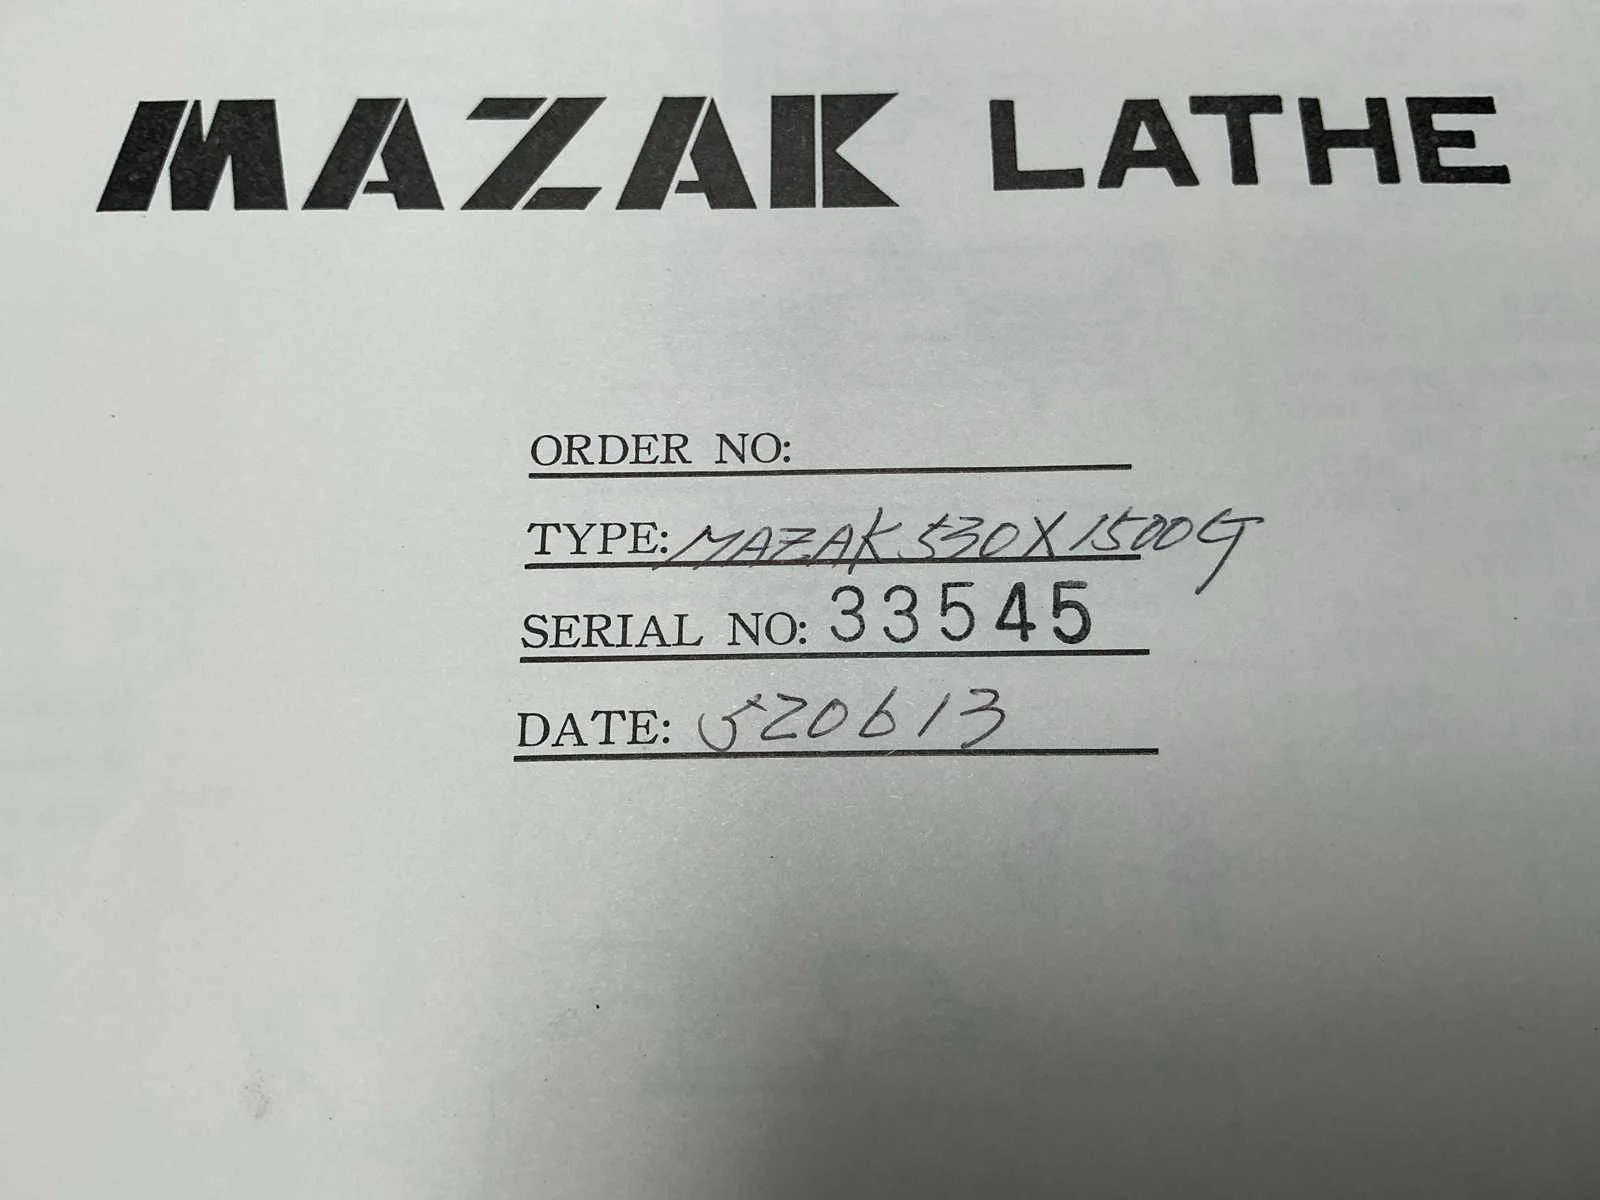 MAZAK LATHE
ORDER NO:
TYPE: MAZAK 530X1500G
SERIAL NO: 33545
DATE: 520613